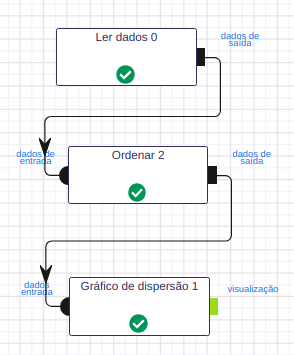 Ler dados 0
dados de
saída
dados de
entrada
Ordenar 2
dados de
saída
dados
entrada
Gráfico de dispersão 1
visualização